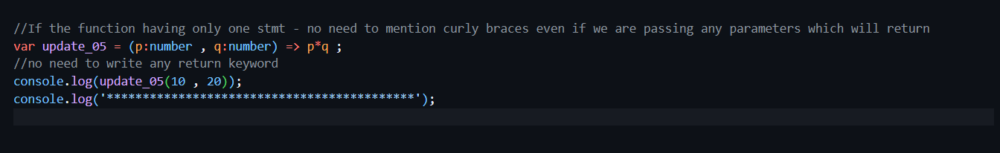 //If the function having only one stmt - no need to mention curly braces even if we are passing any parameters which will return
var update_05 = (p:number , q:number) => p*q ;
//no need to write any return keyword
console.log(update_05(10 , 20));
console.log('*******************************************');